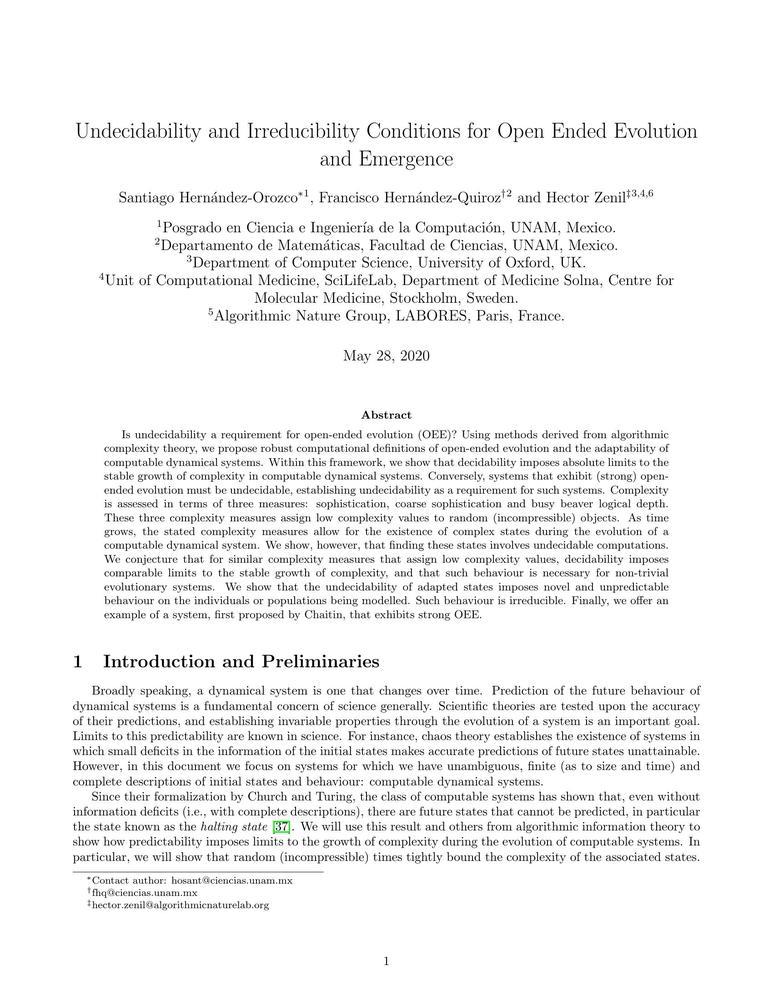 Undecidability and Irreducibility Conditions for Open Ended Evolution
and Emergence
Santiago Hernández-Orozco*1, Francisco Hernández-Quiroz†2 and Hector Zenil‡3,4,6
1Posgrado en Ciencia e Ingeniería de la Computación, UNAM, Mexico.
2Departamento de Matemáticas, Facultad de Ciencias, UNAM, Mexico.
3Department of Computer Science, University of Oxford, UK.
4Unit of Computational Medicine, SciLifeLab, Department of Medicine Solna, Centre for
Molecular Medicine, Stockholm, Sweden.
5Algorithmic Nature Group, LABORES, Paris, France.
May 28, 2020
Abstract
Is undecidability a requirement for open-ended evolution (OEE)? Using methods derived from algorithmic
complexity theory, we propose robust computational definitions of open-ended evolution and the adaptability of
computable dynamical systems. Within this framework, we show that decidability imposes absolute limits to the
stable growth of complexity in computable dynamical systems. Conversely, systems that exhibit (strong) open-
ended evolution must be undecidable, establishing undecidability as a requirement for such systems. Complexity
is assessed in terms of three measures: sophistication, coarse sophistication and busy beaver logical depth.
These three complexity measures assign low complexity values to random (incompressible) objects. As time
grows, the stated complexity measures allow for the existence of complex states during the evolution of a
computable dynamical system. We show, however, that finding these states involves undecidable computations.
We conjecture that for similar complexity measures that assign low complexity values, decidability imposes
comparable limits to the stable growth of complexity, and that such behaviour is necessary for non-trivial
evolutionary systems. We show that the undecidability of adapted states imposes novel and unpredictable
behaviour on the individuals or populations being modelled. Such behaviour is irreducible. Finally, we offer an
example of a system, first proposed by Chaitin, that exhibits strong OEE.
1 Introduction and Preliminaries
Broadly speaking, a dynamical system is one that changes over time. Prediction of the future behaviour of
dynamical systems is a fundamental concern of science generally. Scientific theories are tested upon the accuracy
of their predictions, and establishing invariable properties through the evolution of a system is an important goal.
Limits to this predictability are known in science. For instance, chaos theory establishes the existence of systems in
which small deficits in the information of the initial states makes accurate predictions of future states unattainable.
However, in this document we focus on systems for which we have unambiguous, finite (as to size and time) and
complete descriptions of initial states and behaviour: computable dynamical systems.
Since their formalization by Church and Turing, the class of computable systems has shown that, even without
information deficits (i.e., with complete descriptions), there are future states that cannot be predicted, in particular
the state known as the halting state [37]. We will use this result and others from algorithmic information theory to
show how predictability imposes limits to the growth of complexity during the evolution of computable systems. In
particular, we will show that random (incompressible) times tightly bound the complexity of the associated states.
*Contact author: hosant@ciencias.unam.mx
†fhq@ciencias.unam.mx
‡hector.zenil@algorithmicnaturelab.org
1